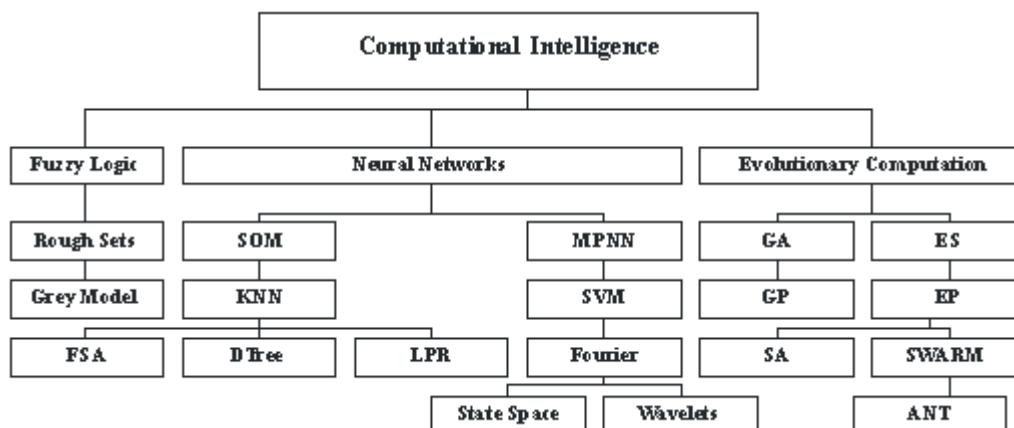 Computational Intelligence
Fuzzy Logic
Neural Networks
Evolutionary Computation
Rough Sets
SOM
MPNN
GA
ES
Grey Model
KNN
SVM
GP
EP
FSA
DTree
LPR
Fourier
SA
SWARM
State Space
Wavelets
ANT